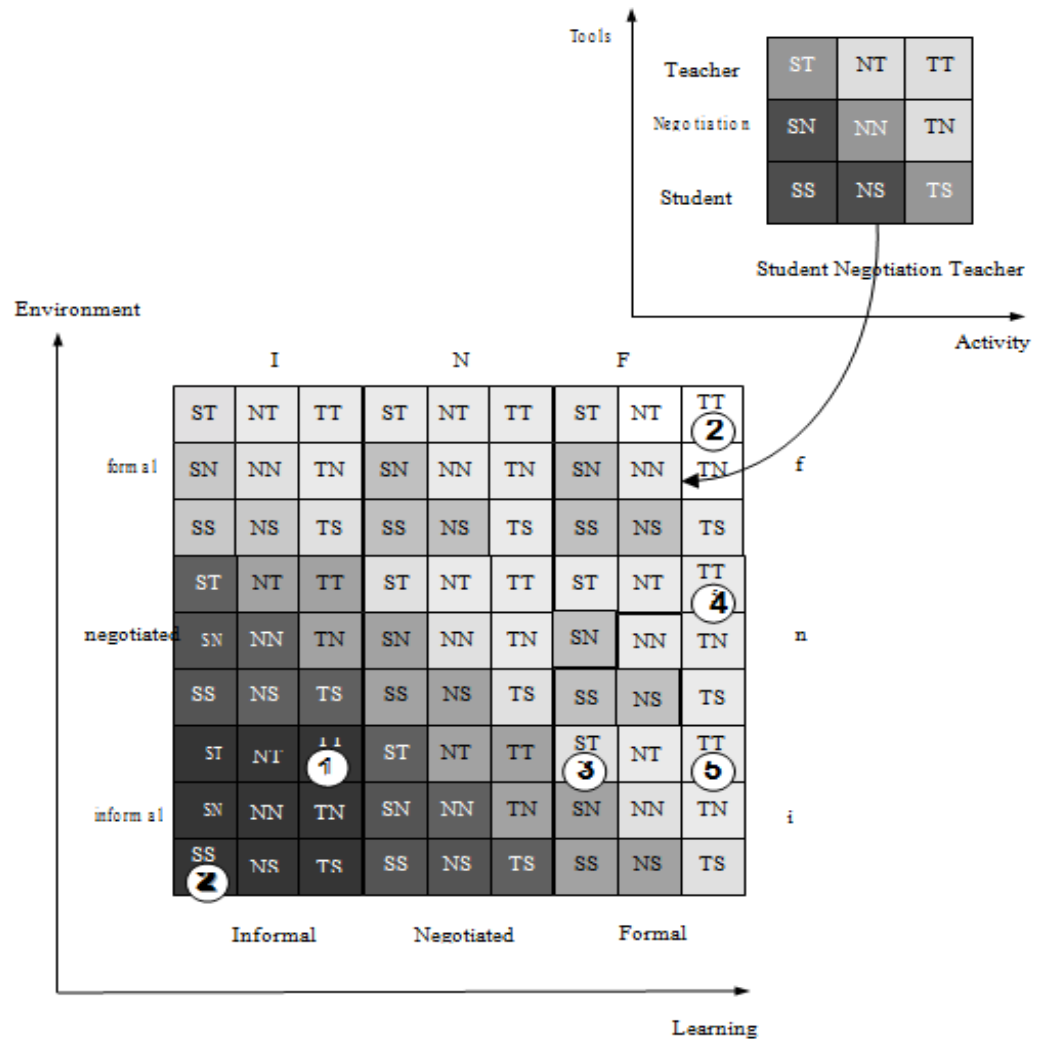 Tools
Teacher ST NT TT
Negotiation SN NN TN
Student SS NS TS
Student Negotiation Teacher
Activity
Environment
I N F
ST NT TT ST NT TT ST NT TT
2
formal SN NN TN SN NN TN SN NN TN f
SS NS TS SS NS TS SS NS TS
ST NT TT ST NT TT ST NT TT
4
negotiated SN NN TN SN NN TN SN NN TN n
SS NS TS SS NS TS SS NS TS
ST NT TT ST NT TT ST NT TT
1 3 5
informal SN NN TN SN NN TN SN NN TN i
SS NS TS SS NS TS SS NS TS
Informal Negotiated Formal
Learning